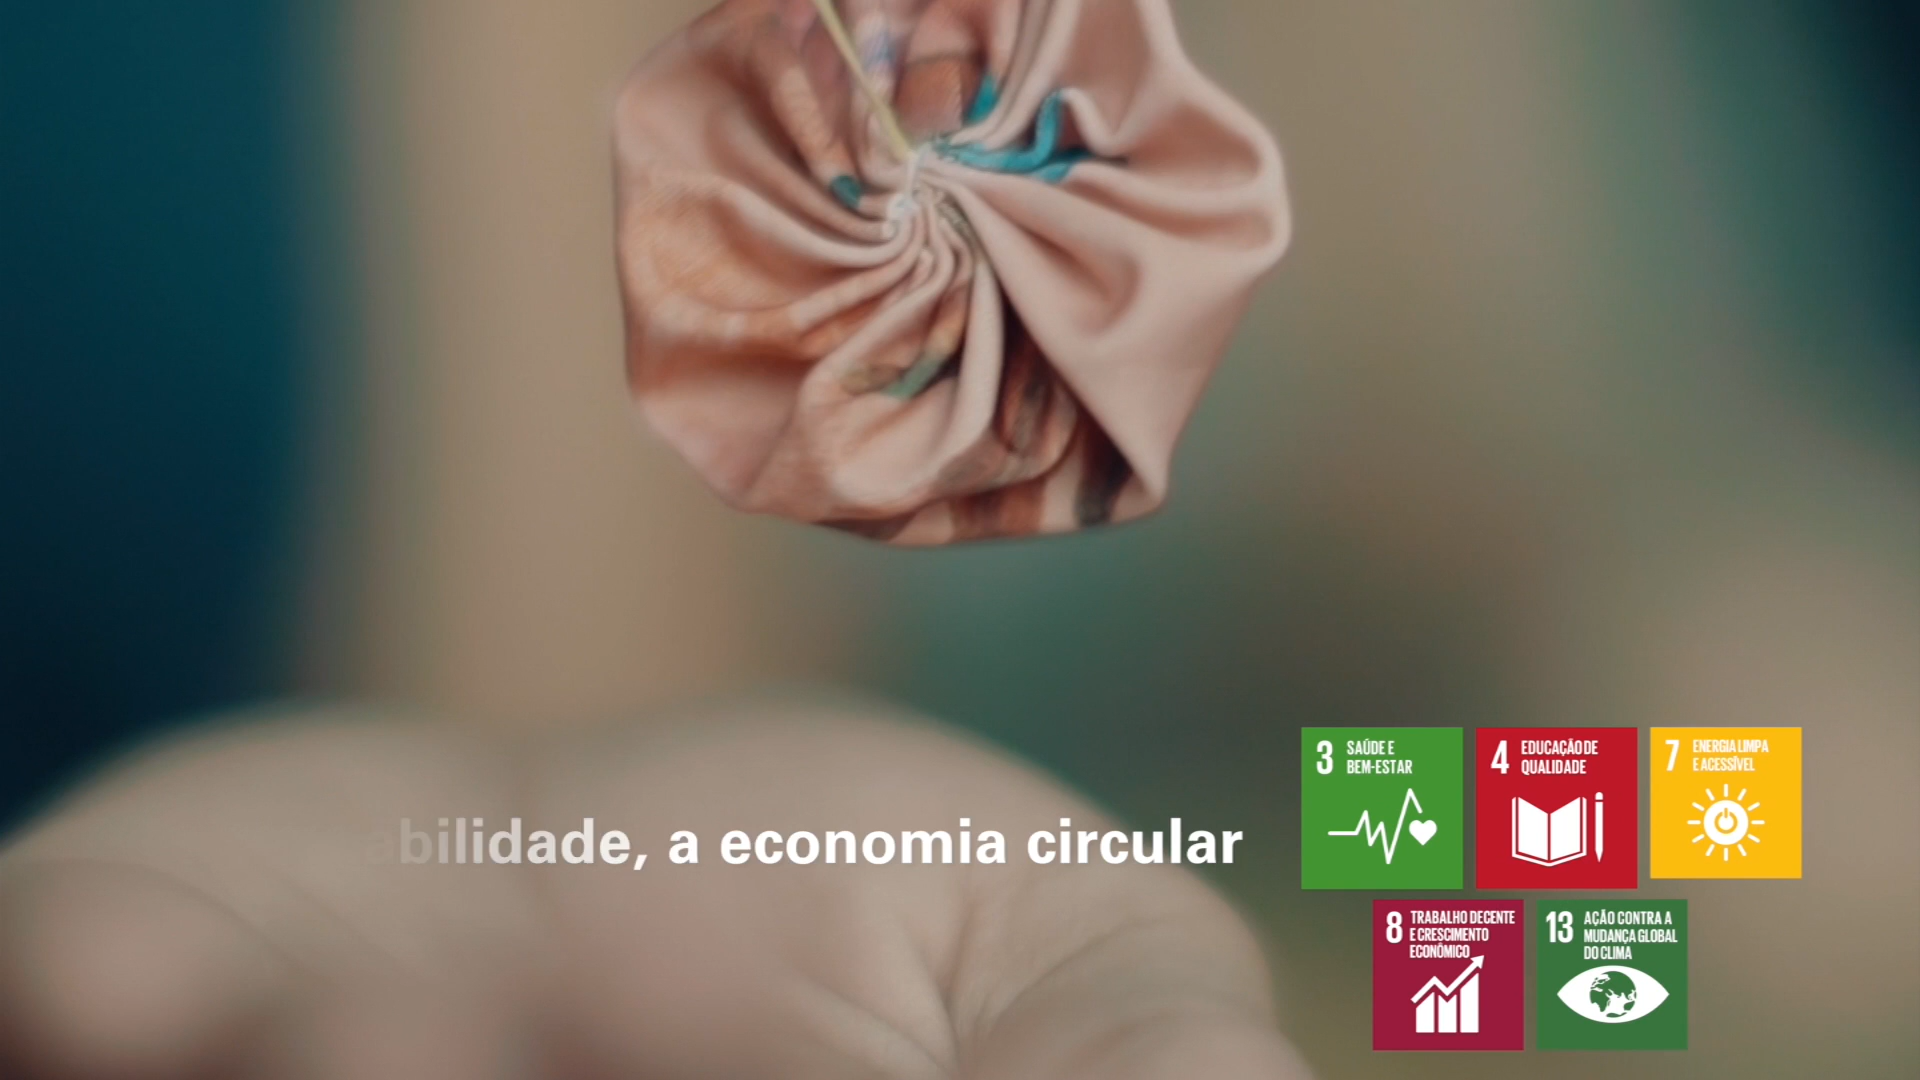 abilidade, a economia circular
3 SAÚDE E
BEM-ESTAR
4 EDUCAÇÃO DE
QUALIDADE
7 ENERGIA LIMPA
E ACESSÍVEL
8 TRABALHO DECENTE
E CRESCIMENTO
ECONÔMICO
13 AÇÃO CONTRA A
MUDANÇA GLOBAL
DO CLIMA